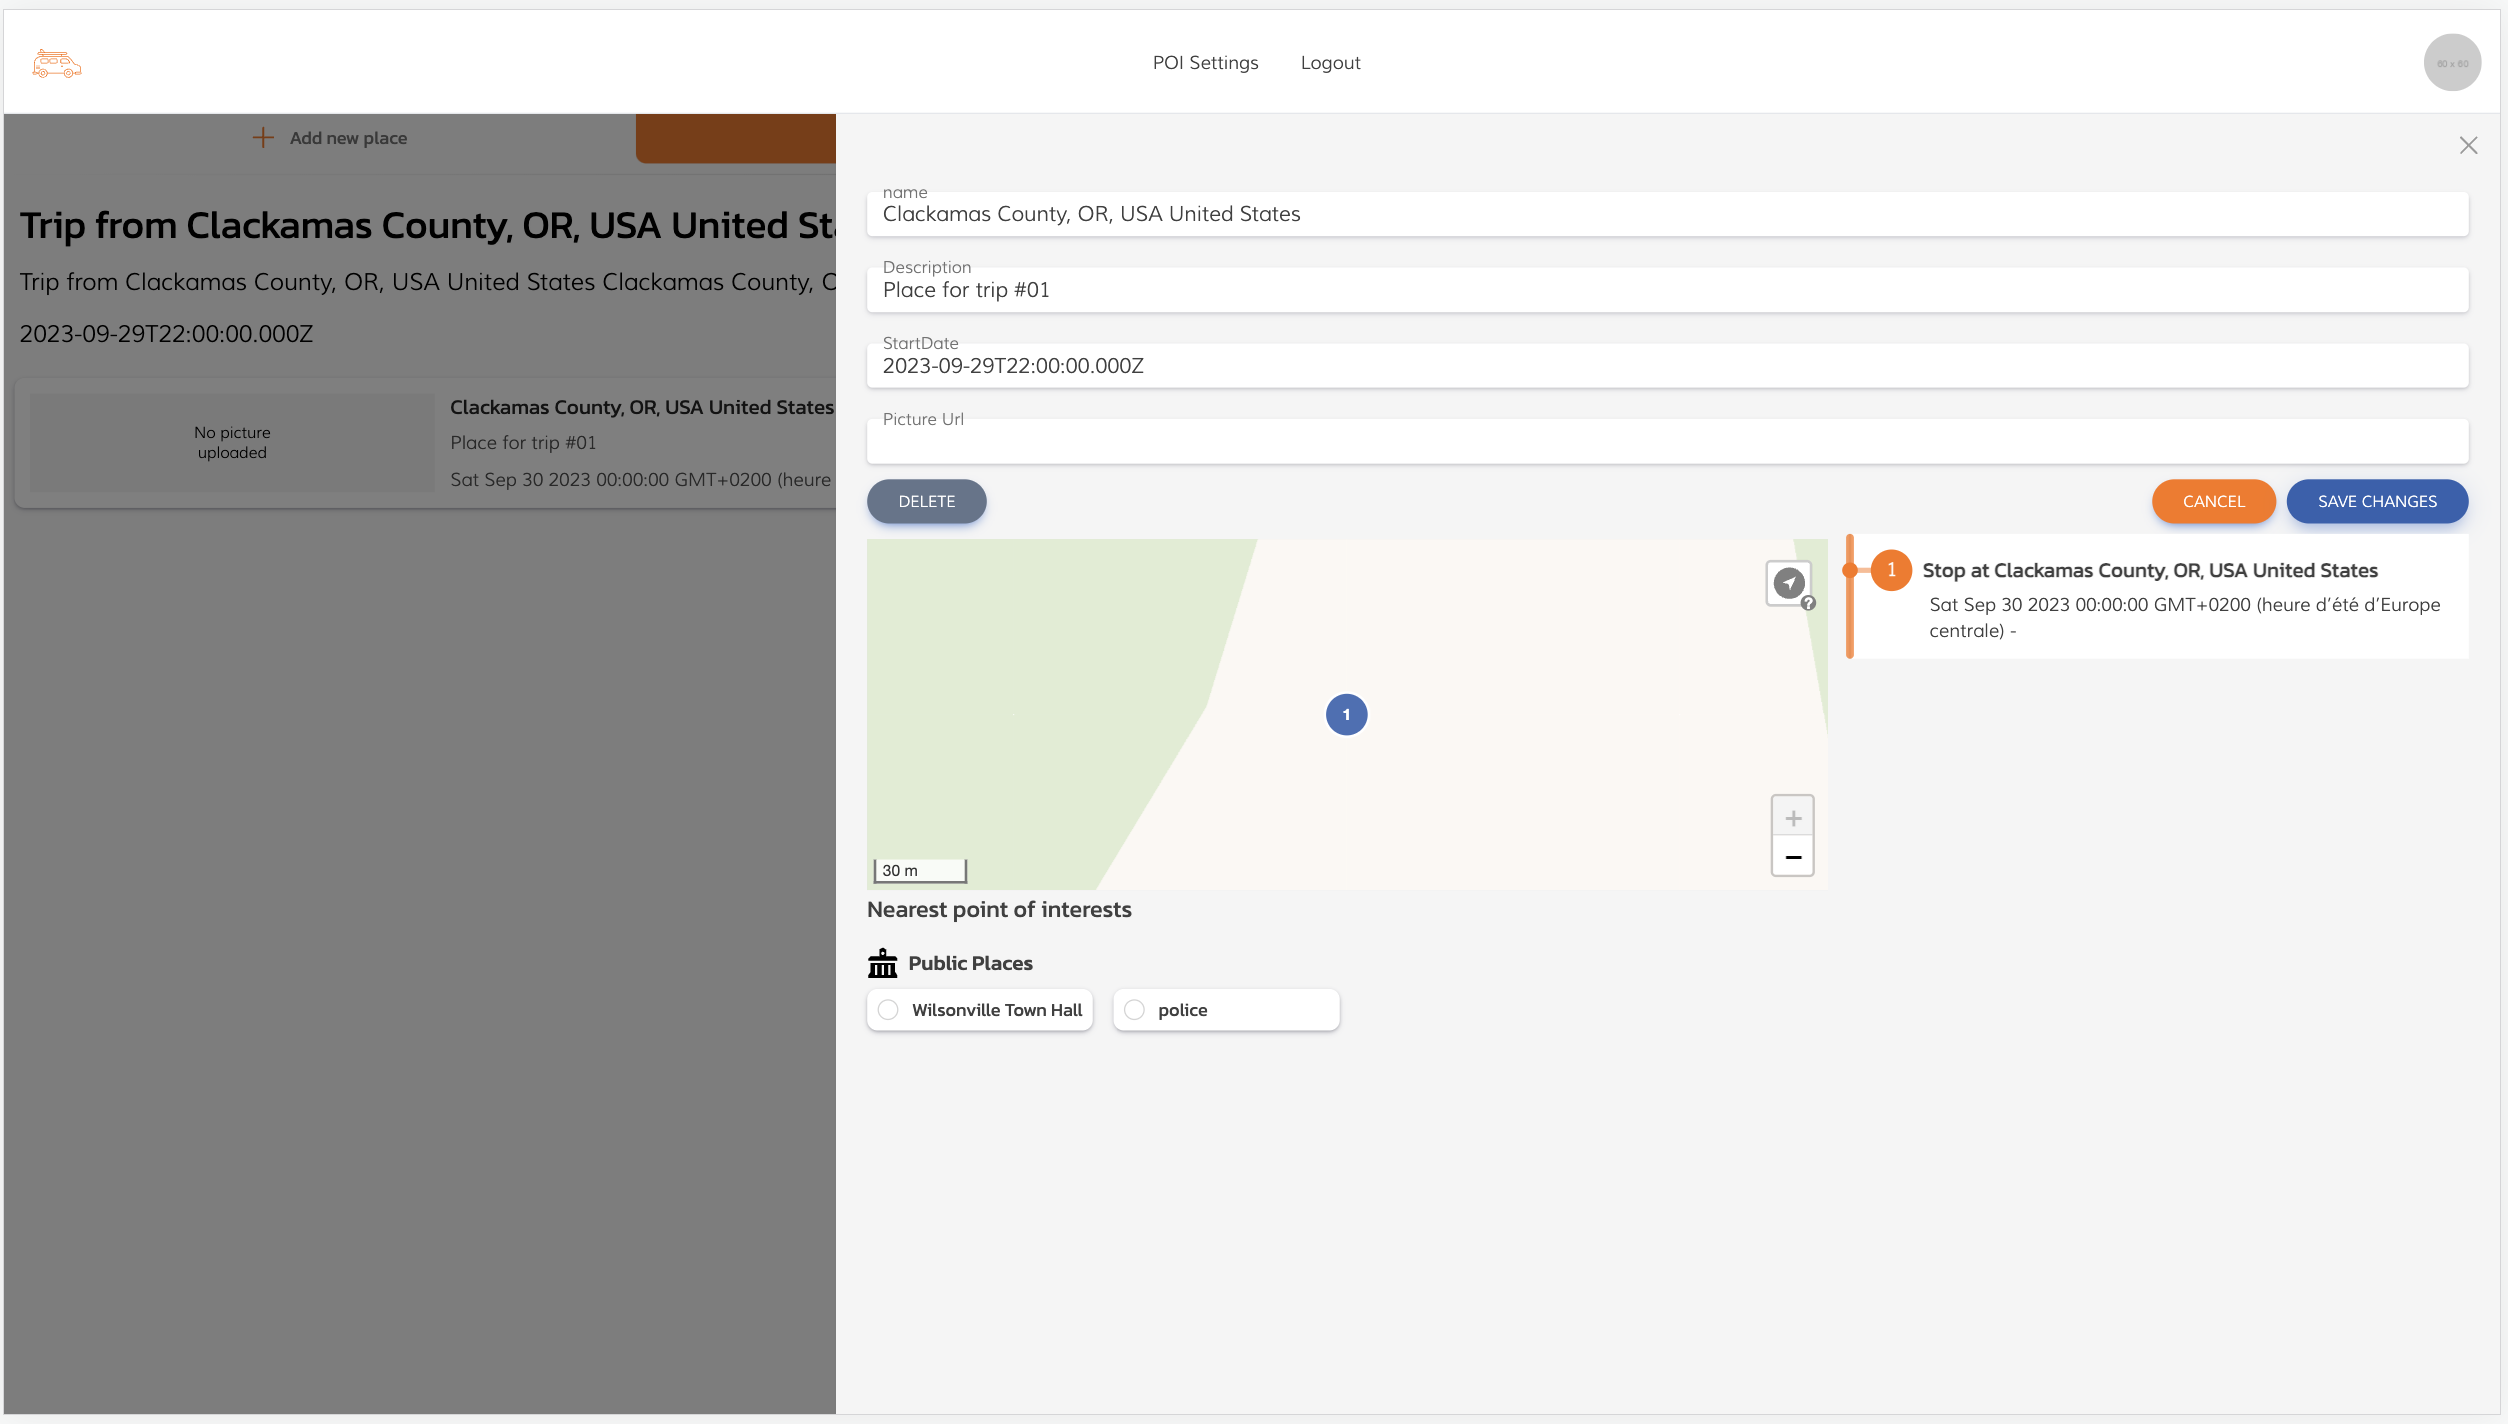 POI Settings
Logout
60 x 60
Add new place
Trip from Clackamas County, OR, USA United Sta
Trip from Clackamas County, OR, USA United States Clackamas County, O
2023-09-29T22:00:00.000Z
No picture
uploaded
Clackamas County, OR, USA United States
Place for trip #01
Sat Sep 30 2023 00:00:00 GMT+0200 (heure
name
Clackamas County, OR, USA United States
Description
Place for trip #01
StartDate
2023-09-29T22:00:00.000Z
Picture Url
DELETE
CANCEL
SAVE CHANGES
?
1
+
−
30 m
1
Stop at Clackamas County, OR, USA United States
Sat Sep 30 2023 00:00:00 GMT+0200 (heure d’été d’Europe
centrale) -
Nearest point of interests
Public Places
Wilsonville Town Hall
police